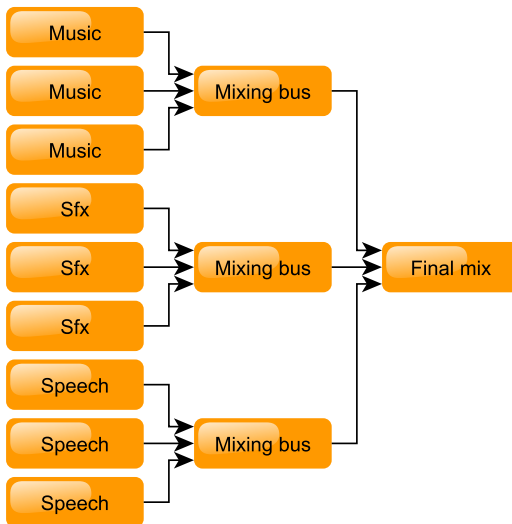 Music
Music
Mixing bus
Music
Sfx
Sfx
Mixing bus
Final mix
Sfx
Speech
Speech
Mixing bus
Speech